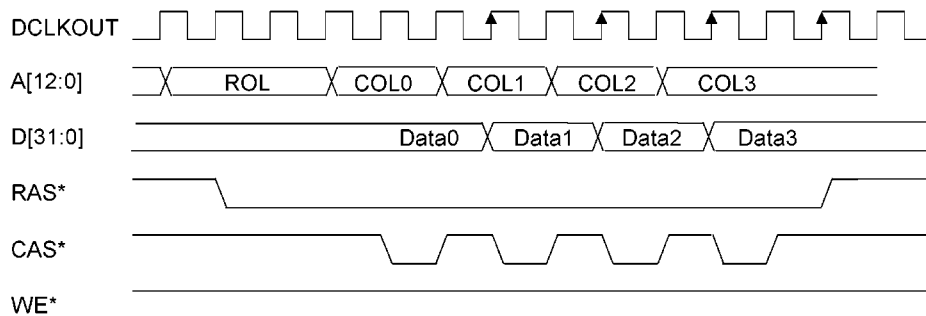 DCLKOUT
A[12:0] ROL COL0 COL1 COL2 COL3
D[31:0] Data0 Data1 Data2 Data3
RAS*
CAS*
WE*